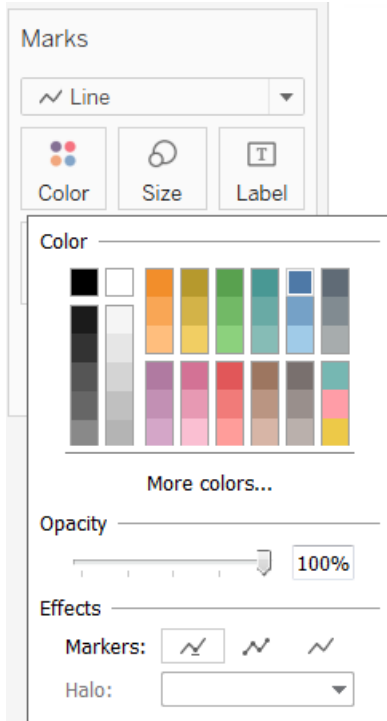 Marks
Line
Color Size Label
T
Color
More colors...
Opacity
100%
Effects
Markers:
Halo: